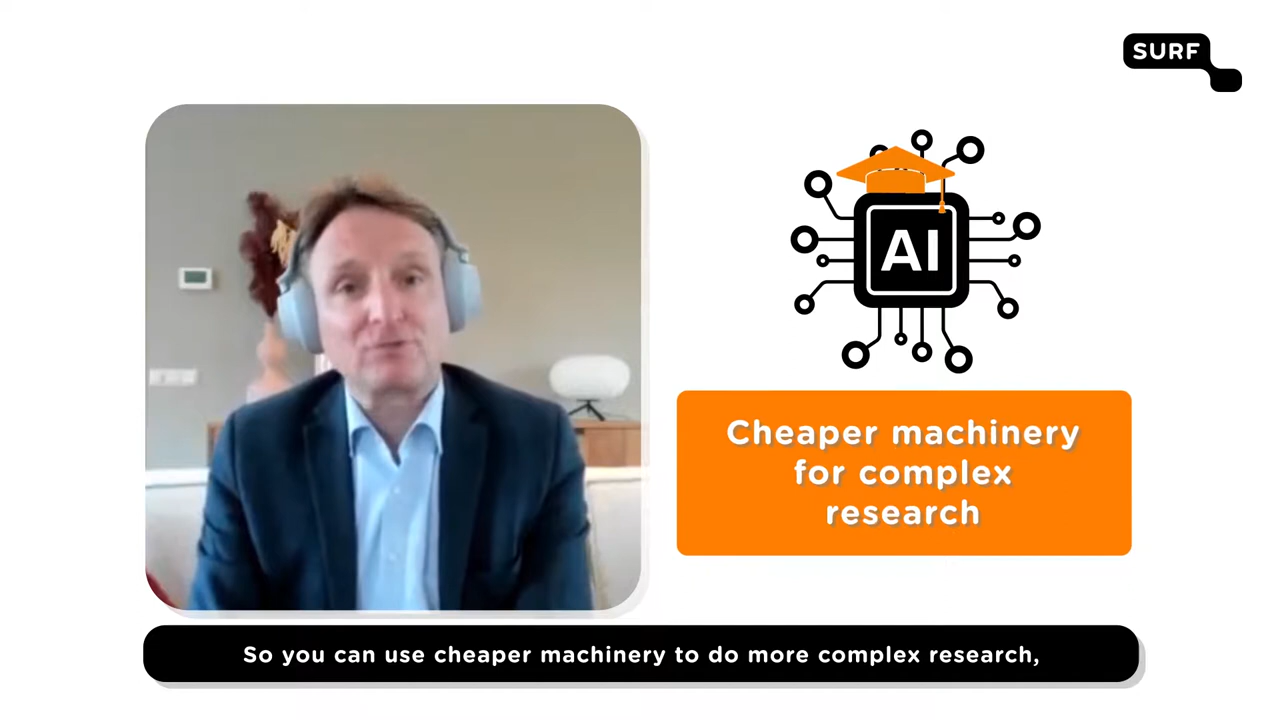 SURF
AI
Cheaper machinery
for complex
research
So you can use cheaper machinery to do more complex research,